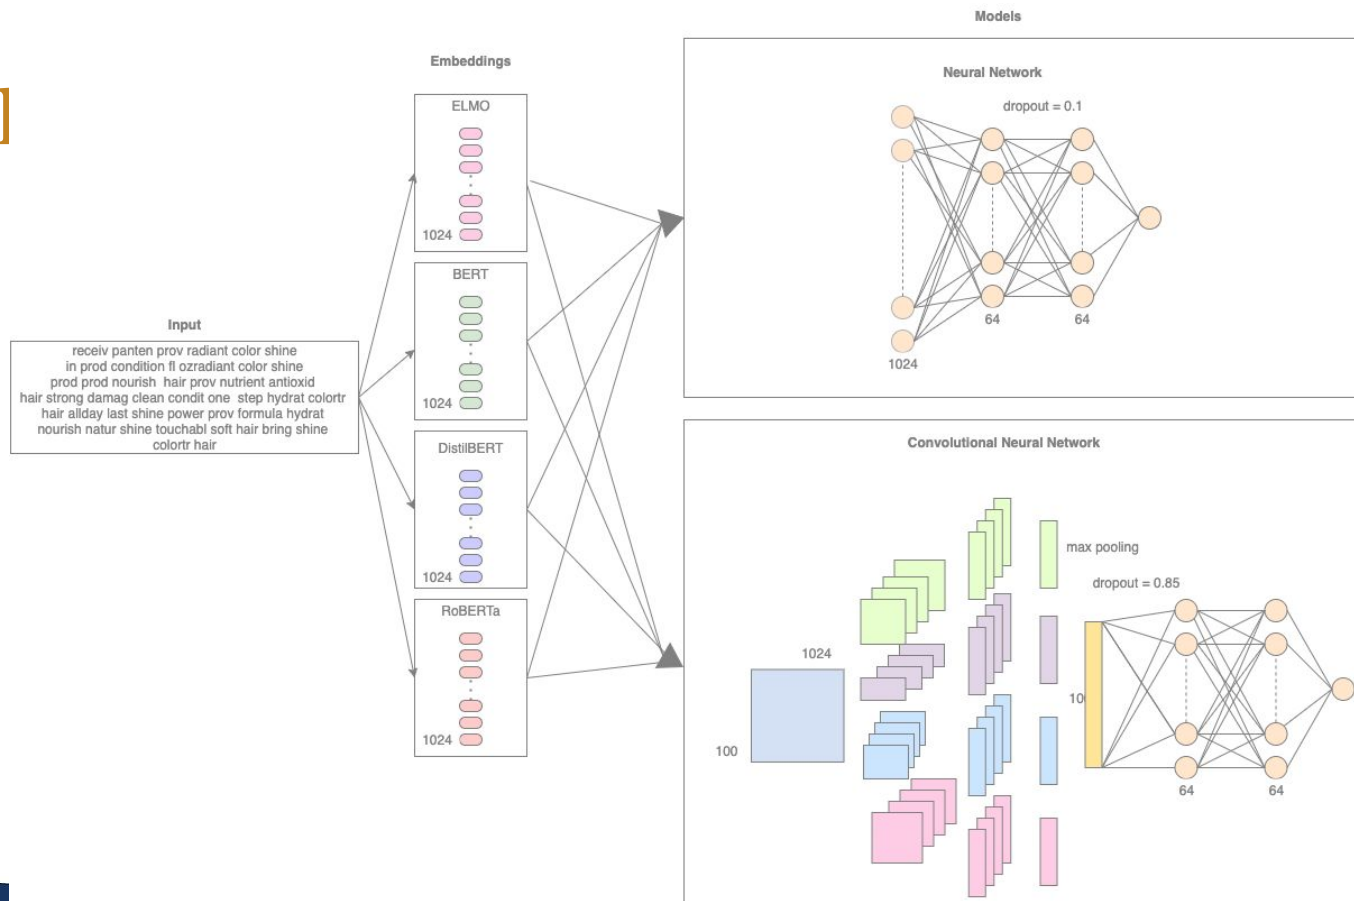 Models
Embeddings
Neural Network
ELMO
dropout = 0.1
1024
BERT
64
64
Input
1024
receiv panten prov radiant color shine
in prod condition fl ozradiant color shine
prod prod nourish hair prov nutrient antioxid
hair strong damag clean condit one step hydrat colortr
hair allday last shine power prov formula hydrat
nourish natur shine touchabl soft hair bring shine
colortr hair
1024
DistilBERT
Convolutional Neural Network
max pooling
1024
dropout = 0.85
RoBERTa
1024
1024
100
64
64